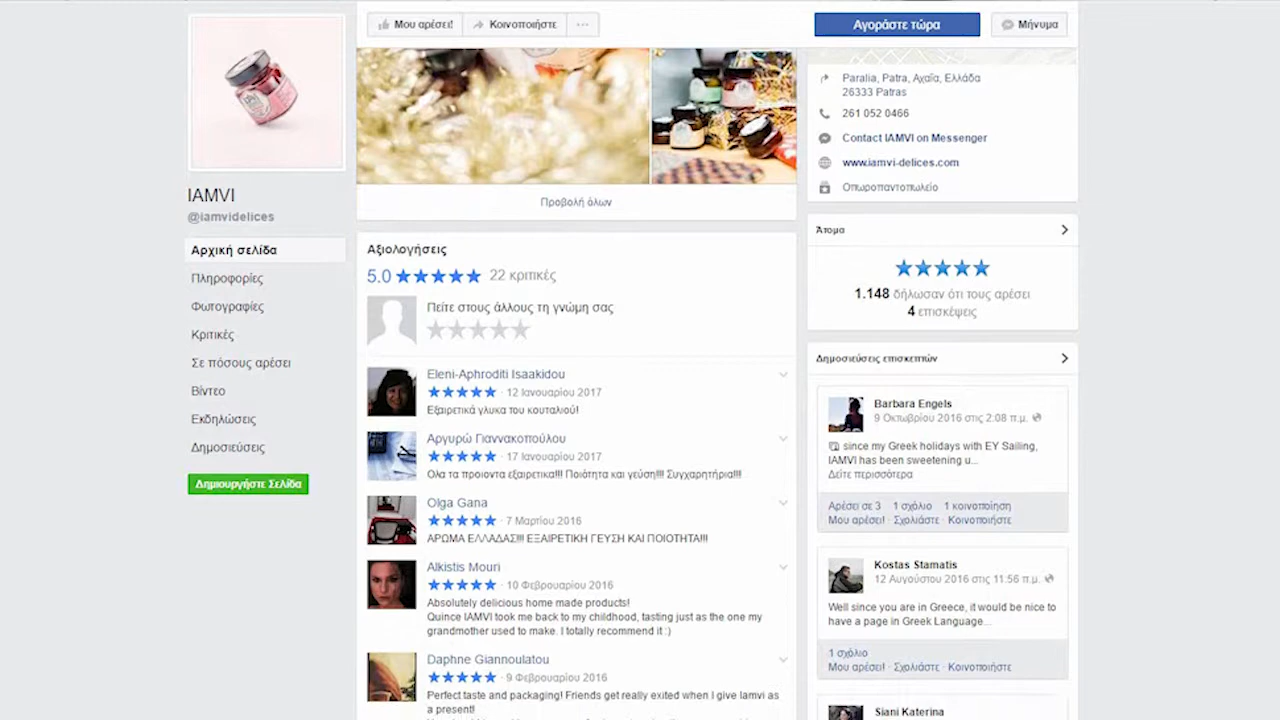 Μου αρέσει!
Κοινοποιήστε
Αγοράστε τώρα
Μήνυμα
IAMVI
@iamvidelices
Αρχική σελίδα
Πληροφορίες
Φωτογραφίες
Κριτικές
Σε πόσους αρέσει
Βίντεο
Εκδηλώσεις
Δημοσιεύσεις
Δημιουργήστε Σελίδα
Προβολή όλων
Αξιολογήσεις
5.0 22 κριτικές
Πείτε στους άλλους τη γνώμη σας
Eleni-Aphroditi Isaakidou
· 12 Ιανουαρίου 2017
Εξαιρετικά γλυκα του κουταλιού!
Αργυρώ Γιαννακοπούλου
· 17 Ιανουαρίου 2017
Ολα τα προιοντα εξαιρετικα!!! Ποιότητα και γεύση!!!! Συγχαρητήρια!!!!
Olga Gana
· 7 Μαρτίου 2016
ΑΡΩΜΑ ΕΛΛΑΔΑΣ!!! ΕΞΑΙΡΕΤΙΚΗ ΓΕΥΣΗ ΚΑΙ ΠΟΙΟΤΗΤΑ!!!
Alkistis Mouri
· 10 Φεβρουαρίου 2016
Absolutely delicious home made products!
Quince IAMVI took me back to my childhood, tasting just as the one my
grandmother used to make. I totally recommend it :)
Daphne Giannoulatou
· 9 Φεβρουαρίου 2016
Perfect taste and packaging! Friends get really exited when I give Iamvi as
a present!
Paralia, Patra, Αχαΐα, Ελλάδα
26333 Patras
261 052 0466
Contact IAMVI on Messenger
www.iamvi-delices.com
Οπωροπαντοπωλείο
Άτομα
1.148 δήλωσαν ότι τους αρέσει
4 επισκέψεις
Δημοσιεύσεις επισκεπτών
Barbara Engels
9 Οκτωβρίου 2016 στις 2:08 π.μ.
since my Greek holidays with EY Sailing,
IAMVI has been sweetening u...
Δείτε περισσότερα
Αρέσει σε 3 1 σχόλιο 1 κοινοποίηση
Μου αρέσει! · Σχολιάστε · Κοινοποιήστε
Kostas Stamatis
12 Αυγούστου 2016 στις 11:56 π.μ.
Well since you are in Greece, it would be nice to
have a page in Greek Language...
1 σχόλιο
Μου αρέσει! · Σχολιάστε · Κοινοποιήστε
Siani Katerina